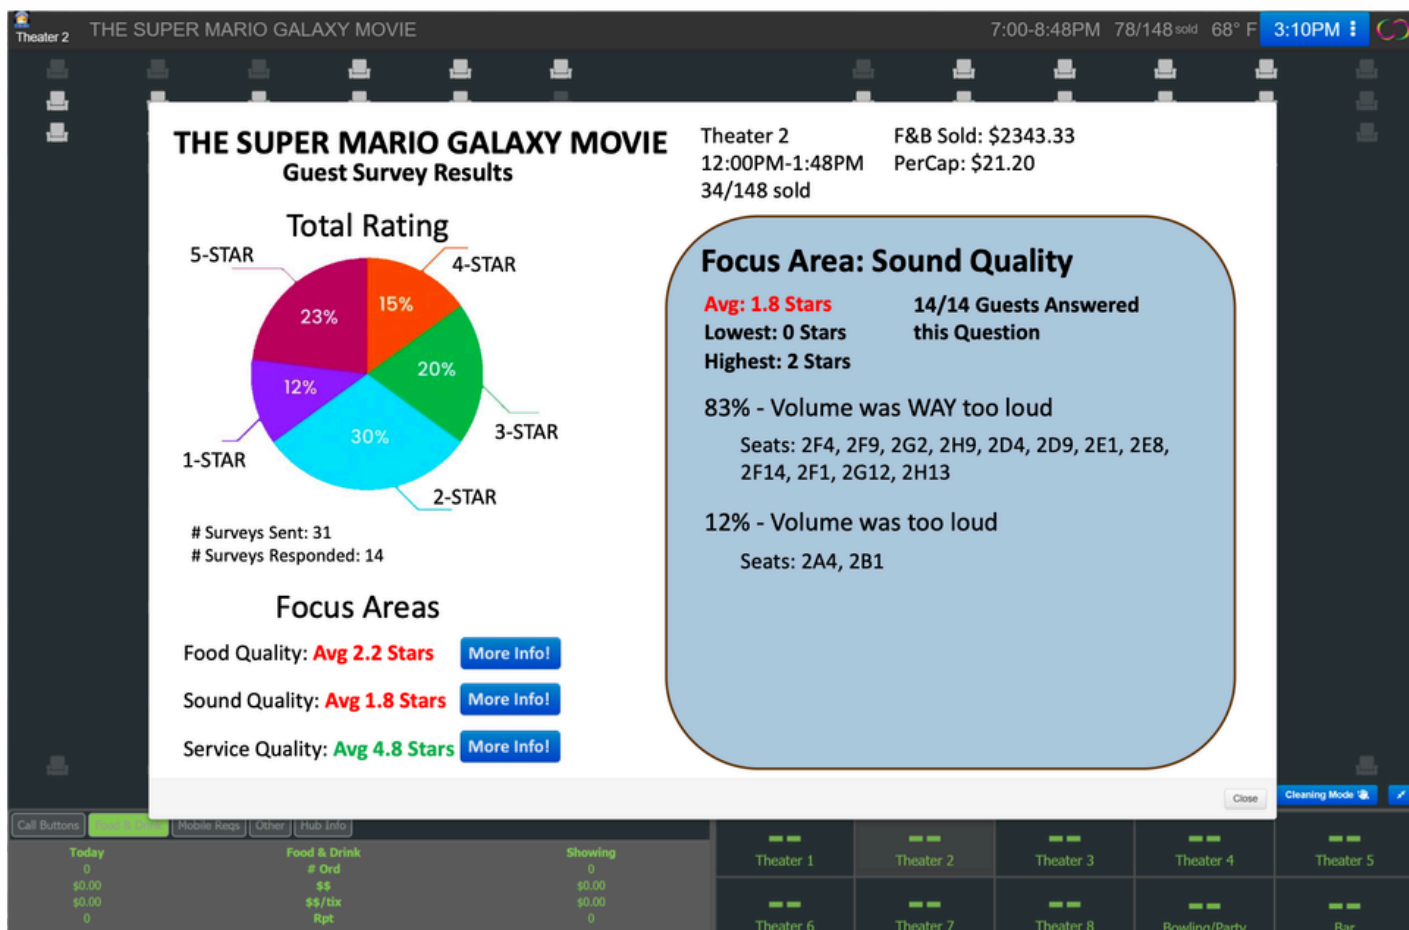 Theater 2
THE SUPER MARIO GALAXY MOVIE
7:00-8:48PM 78/148 sold 68° F 3:10PM
THE SUPER MARIO GALAXY MOVIE
Guest Survey Results
Theater 2
12:00PM-1:48PM
34/148 sold
F&B Sold: $2343.33
PerCap: $21.20
Total Rating
5-STAR
4-STAR
23%
15%
12%
20%
30%
1-STAR
3-STAR
2-STAR
# Surveys Sent: 31
# Surveys Responded: 14
Focus Areas
Food Quality: Avg 2.2 Stars More Info!
Sound Quality: Avg 1.8 Stars More Info!
Service Quality: Avg 4.8 Stars More Info!
Focus Area: Sound Quality
Avg: 1.8 Stars
Lowest: 0 Stars
Highest: 2 Stars
14/14 Guests Answered
this Question
83% - Volume was WAY too loud
Seats: 2F4, 2F9, 2G2, 2H9, 2D4, 2D9, 2E1, 2E8,
2F14, 2F1, 2G12, 2H13
12% - Volume was too loud
Seats: 2A4, 2B1
Close
Cleaning Mode
Call Buttons Food & Drink Mobile Reqs Other Hub Info
Today Food & Drink Showing
0 # Ord 0
$0.00 $$ $0.00
$0.00 $$/tix $0.00
0 Rpt 0
-- -- -- -- --
Theater 1 Theater 2 Theater 3 Theater 4 Theater 5
-- -- -- -- --
Theater 6 Theater 7 Theater 8 Bowling/Party Bar